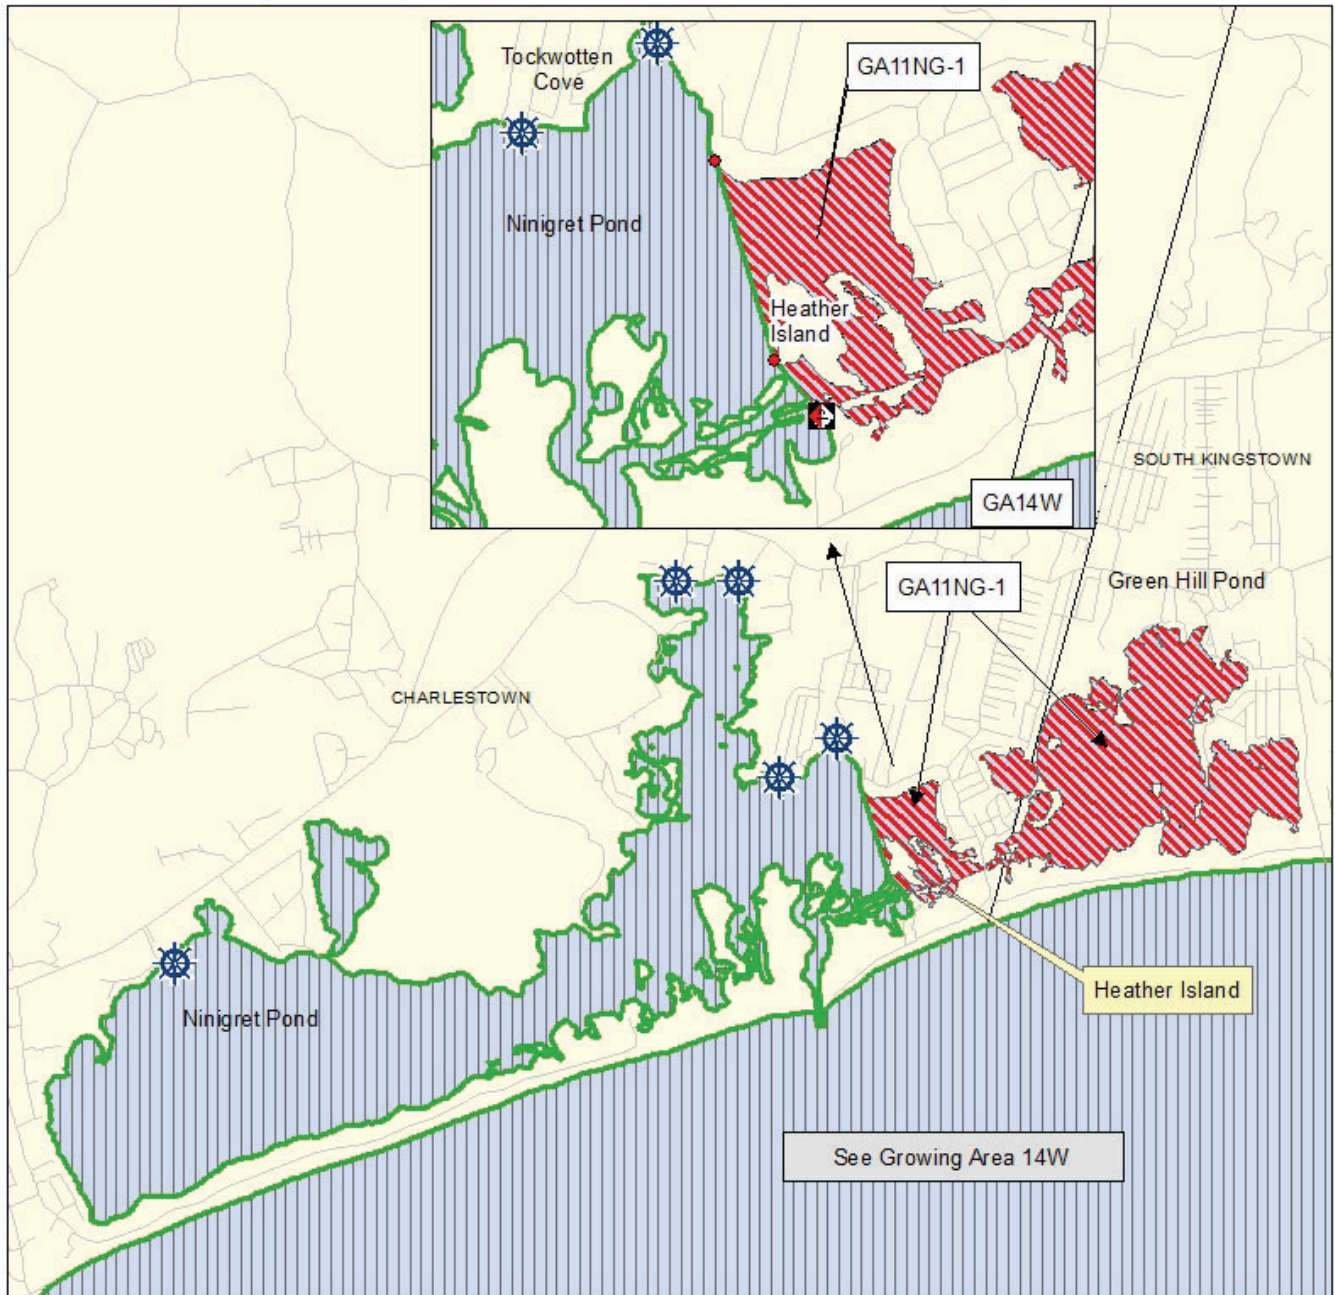 Tockwotten
Cove
GA11NG-1
Ninigret Pond
Heather
Island
SOUTH KINGSTOWN
GA14W
GA11NG-1
Green Hill Pond
CHARLESTOWN
Heather Island
Ninigret Pond
See Growing Area 14W